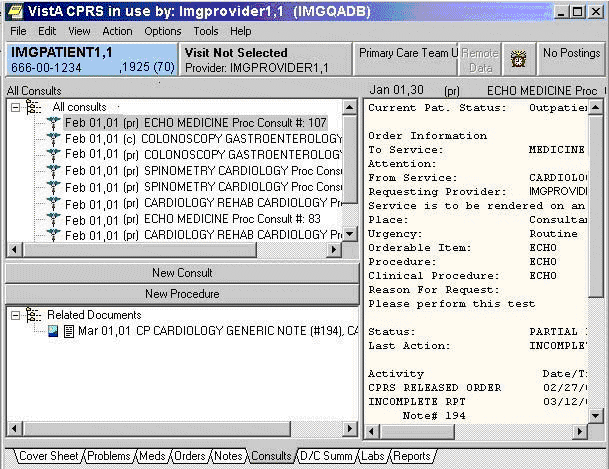 VistA CPRS in use by: Imgprovider1,1 (IMGQADB)
File Edit View Action Options Tools Help
IMGPATIENT1,1
666-00-1234 ,1925 (70)
Visit Not Selected
Provider: IMGPROVIDER1,1
Primary Care Team U
Remote
Data
No Postings
All Consults
All consults
Feb 01,01 (pr) ECHO MEDICINE Proc Consult #: 107
Feb 01,01 (c) COLONOSCOPY GASTROENTEROLOGY
Feb 01,01 (pr) COLONOSCOPY GASTROENTEROLOGY
Feb 01,01 (pr) SPINOMETRY CARDIOLOGY Proc Cons
Feb 01,01 (pr) SPINOMETRY CARDIOLOGY Proc Cons
Feb 01,01 (pr) CARDIOLOGY REHAB CARDIOLOGY Pr
Feb 01,01 (pr) ECHO MEDICINE Proc Consult #: 83
Feb 01,01 (pr) CARDIOLOGY REHAB CARDIOLOGY Pr
New Consult
New Procedure
Related Documents
Mar 01,01 CP CARDIOLOGY GENERIC NOTE (#194), CA
Jan 01,30 (pr) ECHO MEDICINE Proc
Current Pat. Status: Outpatien
Order Information
To Service: MEDICINE
Attention:
From Service: CARDIOLO
Requesting Provider: IMGPROVID
Service is to be rendered on an
Place: Consulta
Urgency: Routine
Orderable Item: ECHO
Procedure: ECHO
Clinical Procedure: ECHO
Reason For Request:
Please perform this test
Status: PARTIAL
Last Action: INCOMPLE
Activity Date/T
CPRS RELEASED ORDER 02/27/
INCOMPLETE RPT 03/12/
Note# 194
Cover Sheet Problems Meds Orders Notes Consults D/C Summ Labs Reports